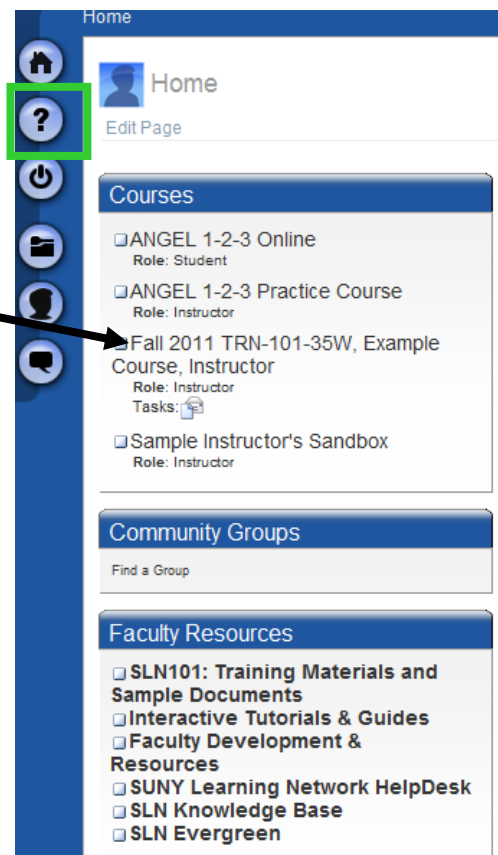 Home
Home
?
Edit Page
Courses
ANGEL 1-2-3 Online
Role: Student
ANGEL 1-2-3 Practice Course
Role: Instructor
Fall 2011 TRN-101-35W, Example
Course, Instructor
Role: Instructor
Tasks:
Sample Instructor's Sandbox
Role: Instructor
Community Groups
Find a Group
Faculty Resources
SLN101: Training Materials and
Sample Documents
Interactive Tutorials & Guides
Faculty Development &
Resources
SUNY Learning Network HelpDesk
SLN Knowledge Base
SLN Evergreen